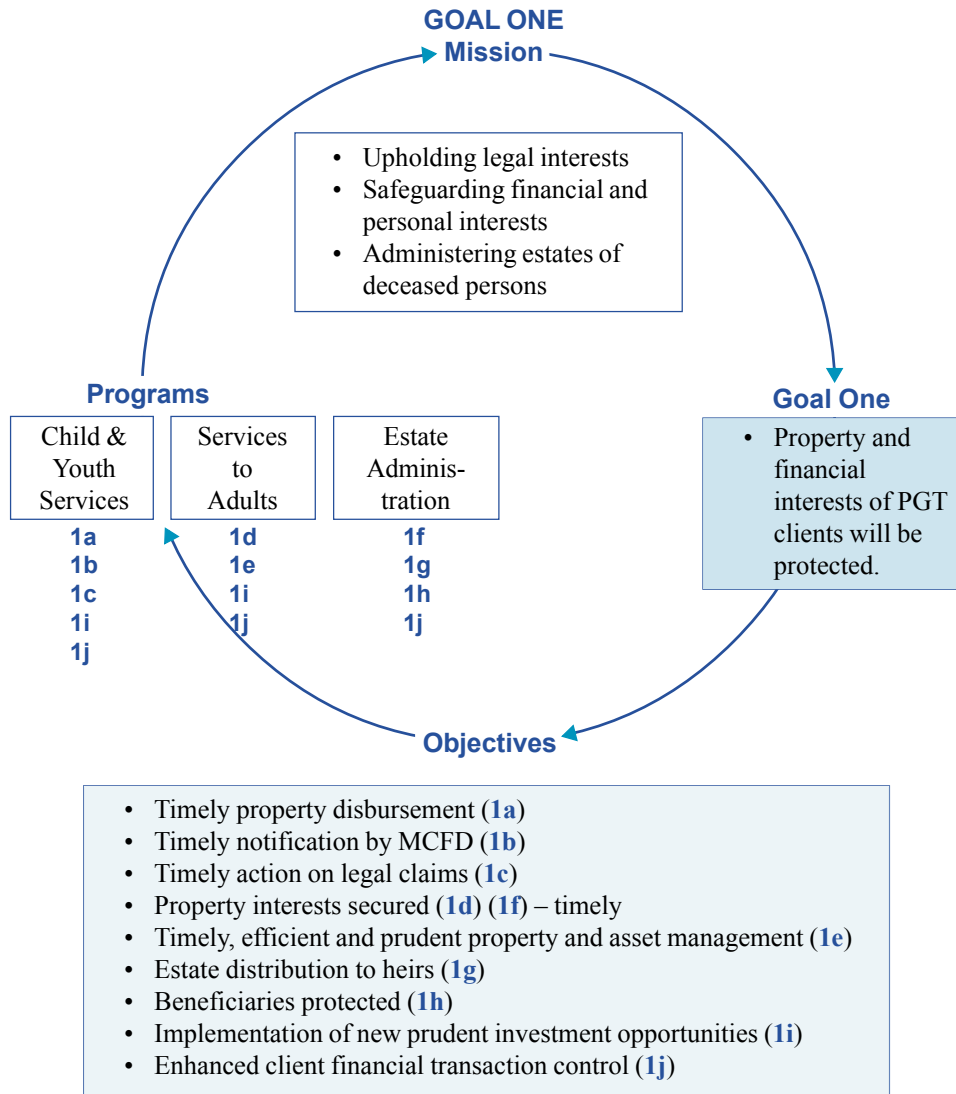 GOAL ONE
Mission
• Upholding legal interests
• Safeguarding financial and
personal interests
• Administering estates of
deceased persons
Programs
Child &
Youth
Services
1a
1b
1c
1i
1j
Services
to
Adults
1d
1e
1i
1j
Estate
Adminis-
tration
1f
1g
1h
1j
Goal One
• Property and
financial
interests of PGT
clients will be
protected.
Objectives
• Timely property disbursement (1a)
• Timely notification by MCFD (1b)
• Timely action on legal claims (1c)
• Property interests secured (1d) (1f) – timely
• Timely, efficient and prudent property and asset management (1e)
• Estate distribution to heirs (1g)
• Beneficiaries protected (1h)
• Implementation of new prudent investment opportunities (1i)
• Enhanced client financial transaction control (1j)